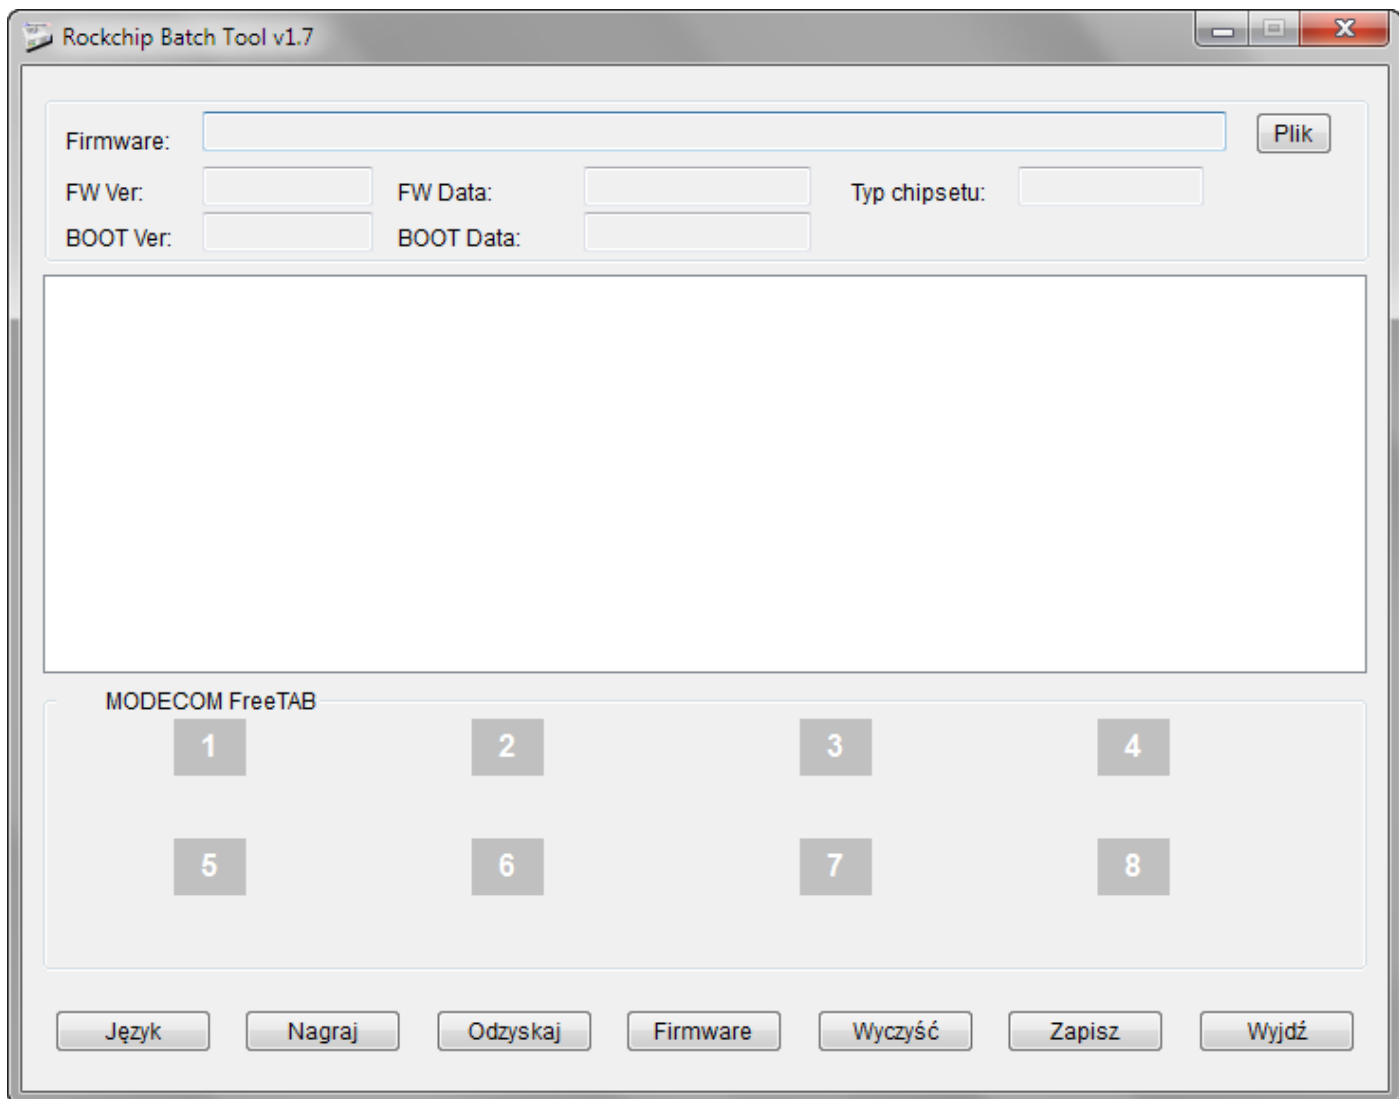 Rockchip Batch Tool v1.7
Firmware: Plik
FW Ver: FW Data: Typ chipsetu:
BOOT Ver: BOOT Data:
MODECOM FreeTAB
1 2 3 4
5 6 7 8
Język Nagraj Odzyskaj Firmware Wyczyść Zapisz Wyjdź